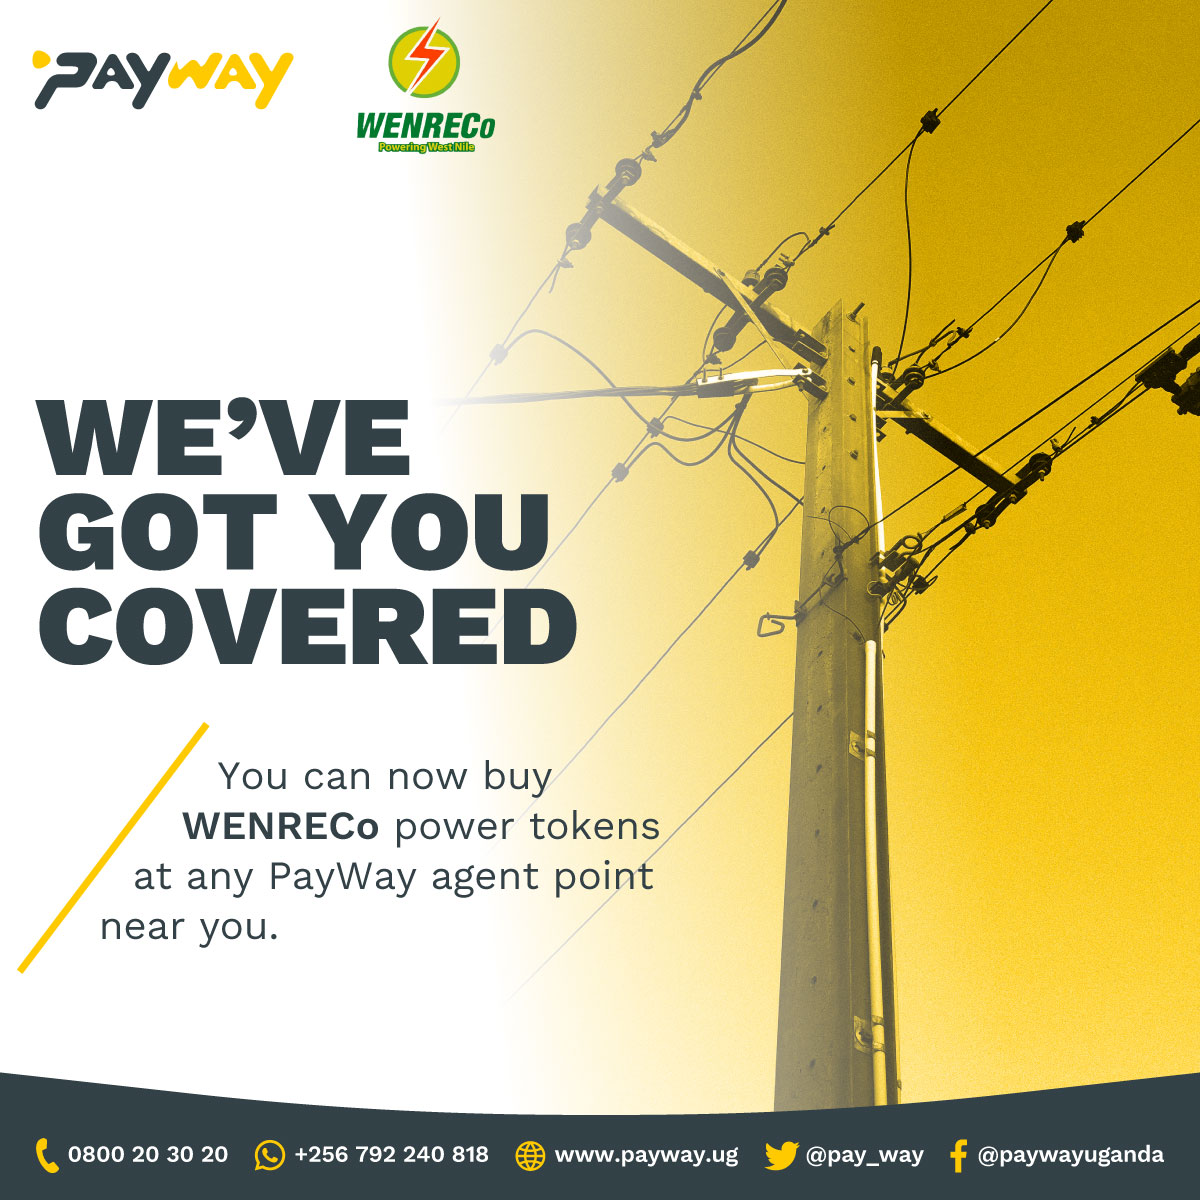 PAYWAY
WENRECo
Powering West Nile
WE'VE
GOT YOU
COVERED
You can now buy
WENRECo power tokens
at any PayWay agent point
near you.
0800 20 30 20
+256 792 240 818
www.payway.ug
@pay_way
@paywayuganda